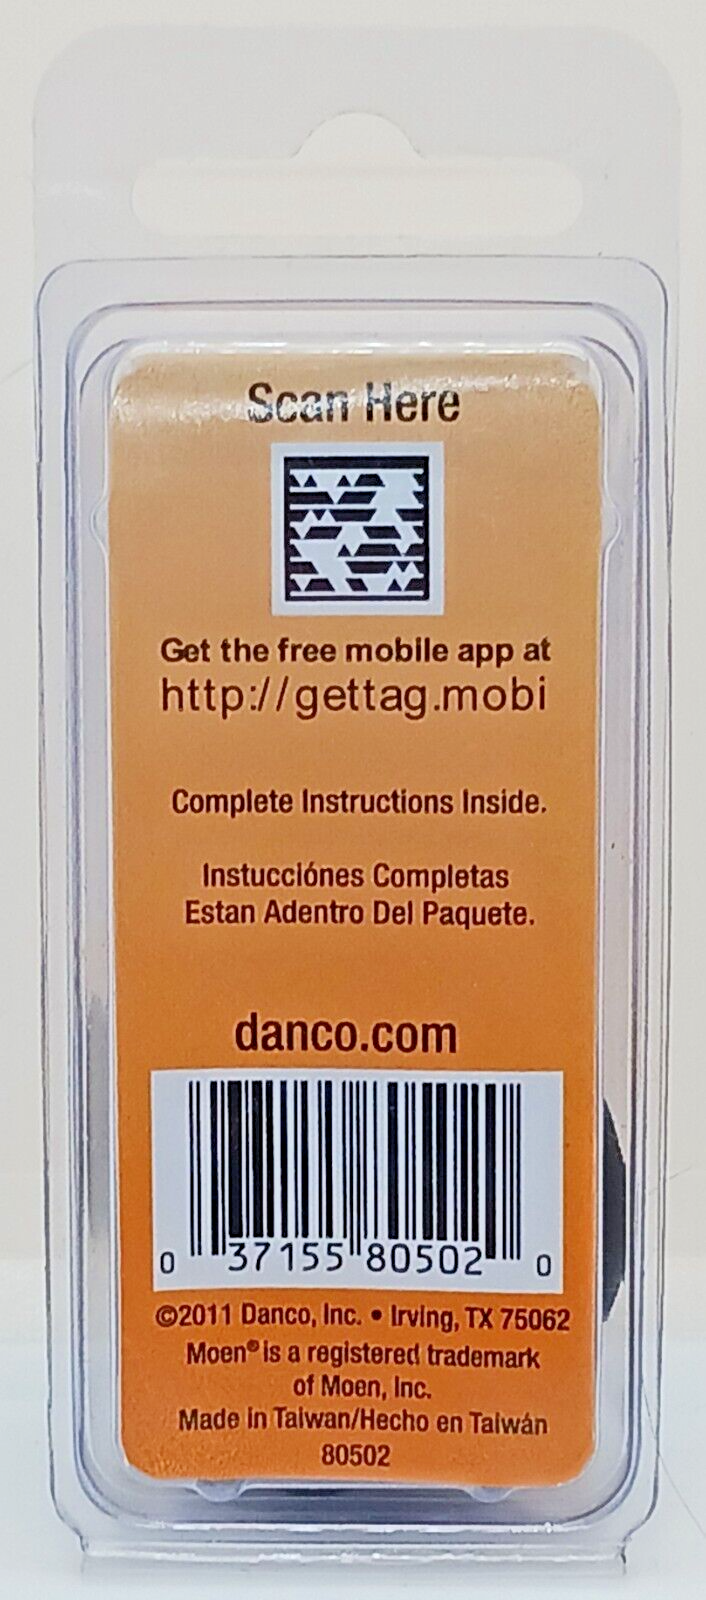 Scan Here
Get the free mobile app at
http://gettag.mobi
Complete Instructions Inside.
Instucciónes Completas
Estan Adentro Del Paquete.
danco.com
0 37155 80502 0
©2011 Danco, Inc. • Irving, TX 75062
Moen® is a registered trademark
of Moen, Inc.
Made in Taiwan/Hecho en Taiwán
80502